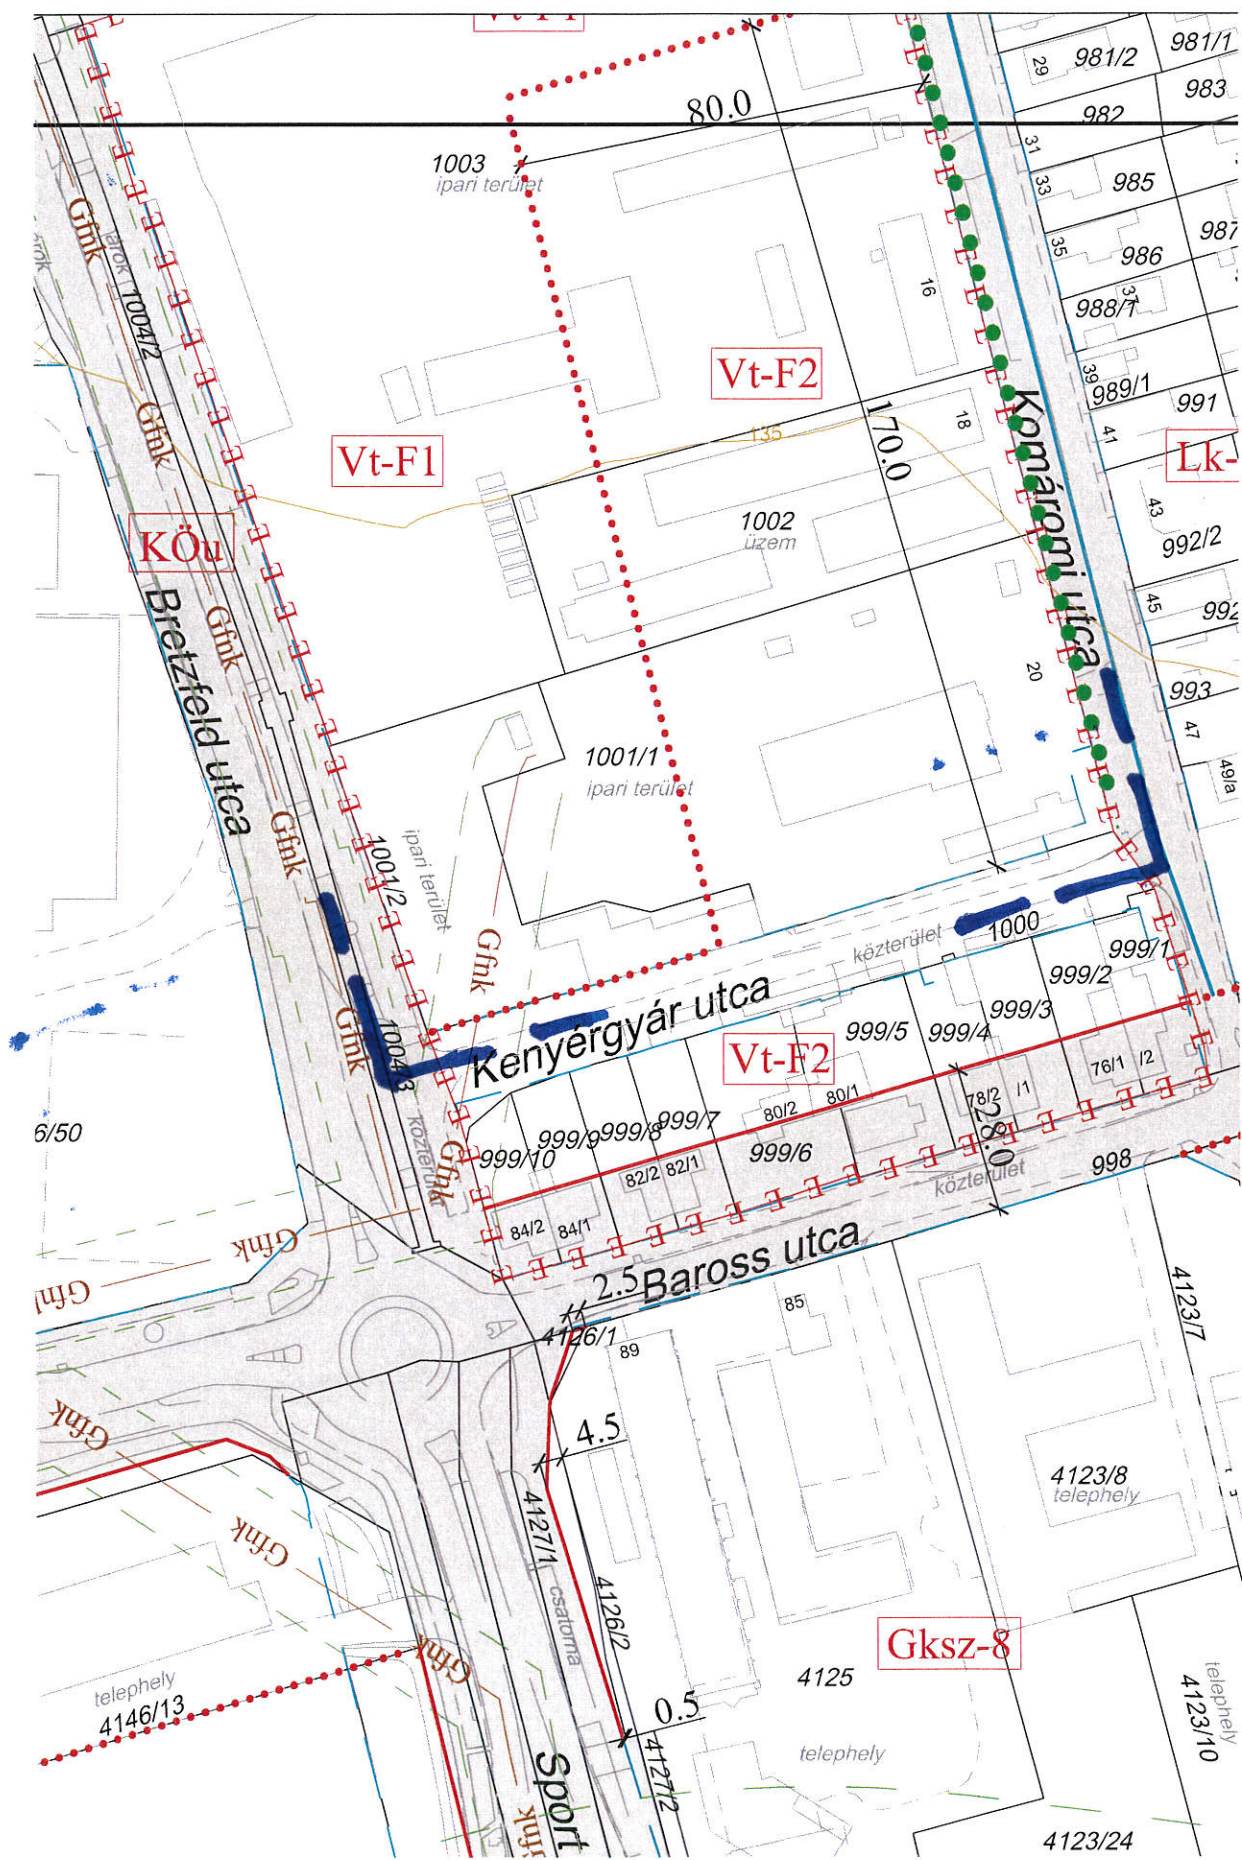 981/2
981/1
29
983
982
80.0
31
1003
ipari terület
33
985
Gfnk
árok
árok
987
35
986
1004/2
16
37
988/1
Vt-F2
39
989/1
991
Gfnk
135
18
41
170.0
Vt-F1
Lk-
Komáromi utca
43
1002
üzem
KÖu
992/2
Bretzfeld utca
45
992
Gfnk
20
993
47
1001/1
ipari terület
49/a
Gfnk
1001/2
ipari terület
Gfnk
1000
közterület
999/1
999/2
Kenyérgyár utca
999/3
Gfnk
1004/3
999/5
999/4
Vt-F2
76/1
/2
78/2
/1
80/2
80/1
28.0
6/50
közterület
999/9
999/8
999/7
999/10
82/2
82/1
999/6
998
közterület
Gfnk
84/2
84/1
Gfnk
Baross utca
2.5
85
4123/7
4126/1
89
Gfnk
4.5
4123/8
telephely
4127/1
Gfnk
csatorna
4126/2
Gksz-8
Gfnk
4125
telephely
4146/13
telephely
4123/10
0.5
telephely
4127/2
Sport
4123/24